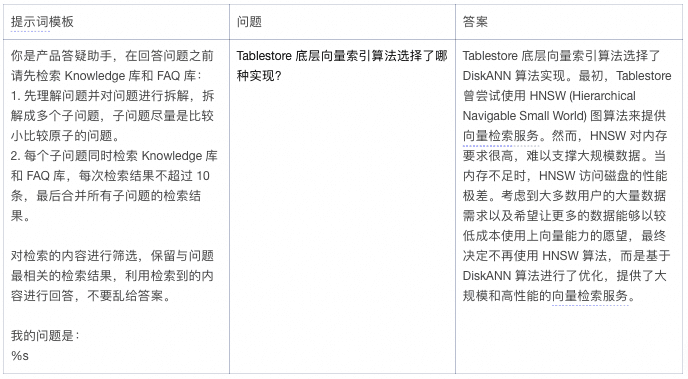 提示词模板
问题
答案
你是产品答疑助手，在回答问题之前
请先检索 Knowledge 库和 FAQ 库：
1. 先理解问题并对问题进行拆解，拆
解成多个子问题，子问题尽量是比较
小比较原子的问题。
2. 每个子问题同时检索 Knowledge 库
和 FAQ 库，每次检索结果不超过 10
条，最后合并所有子问题的检索结
果。
对检索的内容进行筛选，保留与问题
最相关的检索结果，利用检索到的内
容进行回答，不要乱给答案。
我的问题是：
%s
Tablestore 底层向量索引算法选择了哪
种实现?
Tablestore 底层向量索引算法选择了
DiskANN 算法实现。最初，Tablestore
曾尝试使用 HNSW (Hierarchical
Navigable Small World) 图算法来提供
向量检索服务。然而，HNSW 对内存
要求很高，难以支撑大规模数据。当
内存不足时，HNSW 访问磁盘的性能
极差。考虑到大多数用户的大量数据
需求以及希望让更多的数据能够以较
低成本使用上向量能力的愿望，最终
决定不再使用 HNSW 算法，而是基于
DiskANN 算法进行了优化，提供了大
规模和高性能的向量检索服务。